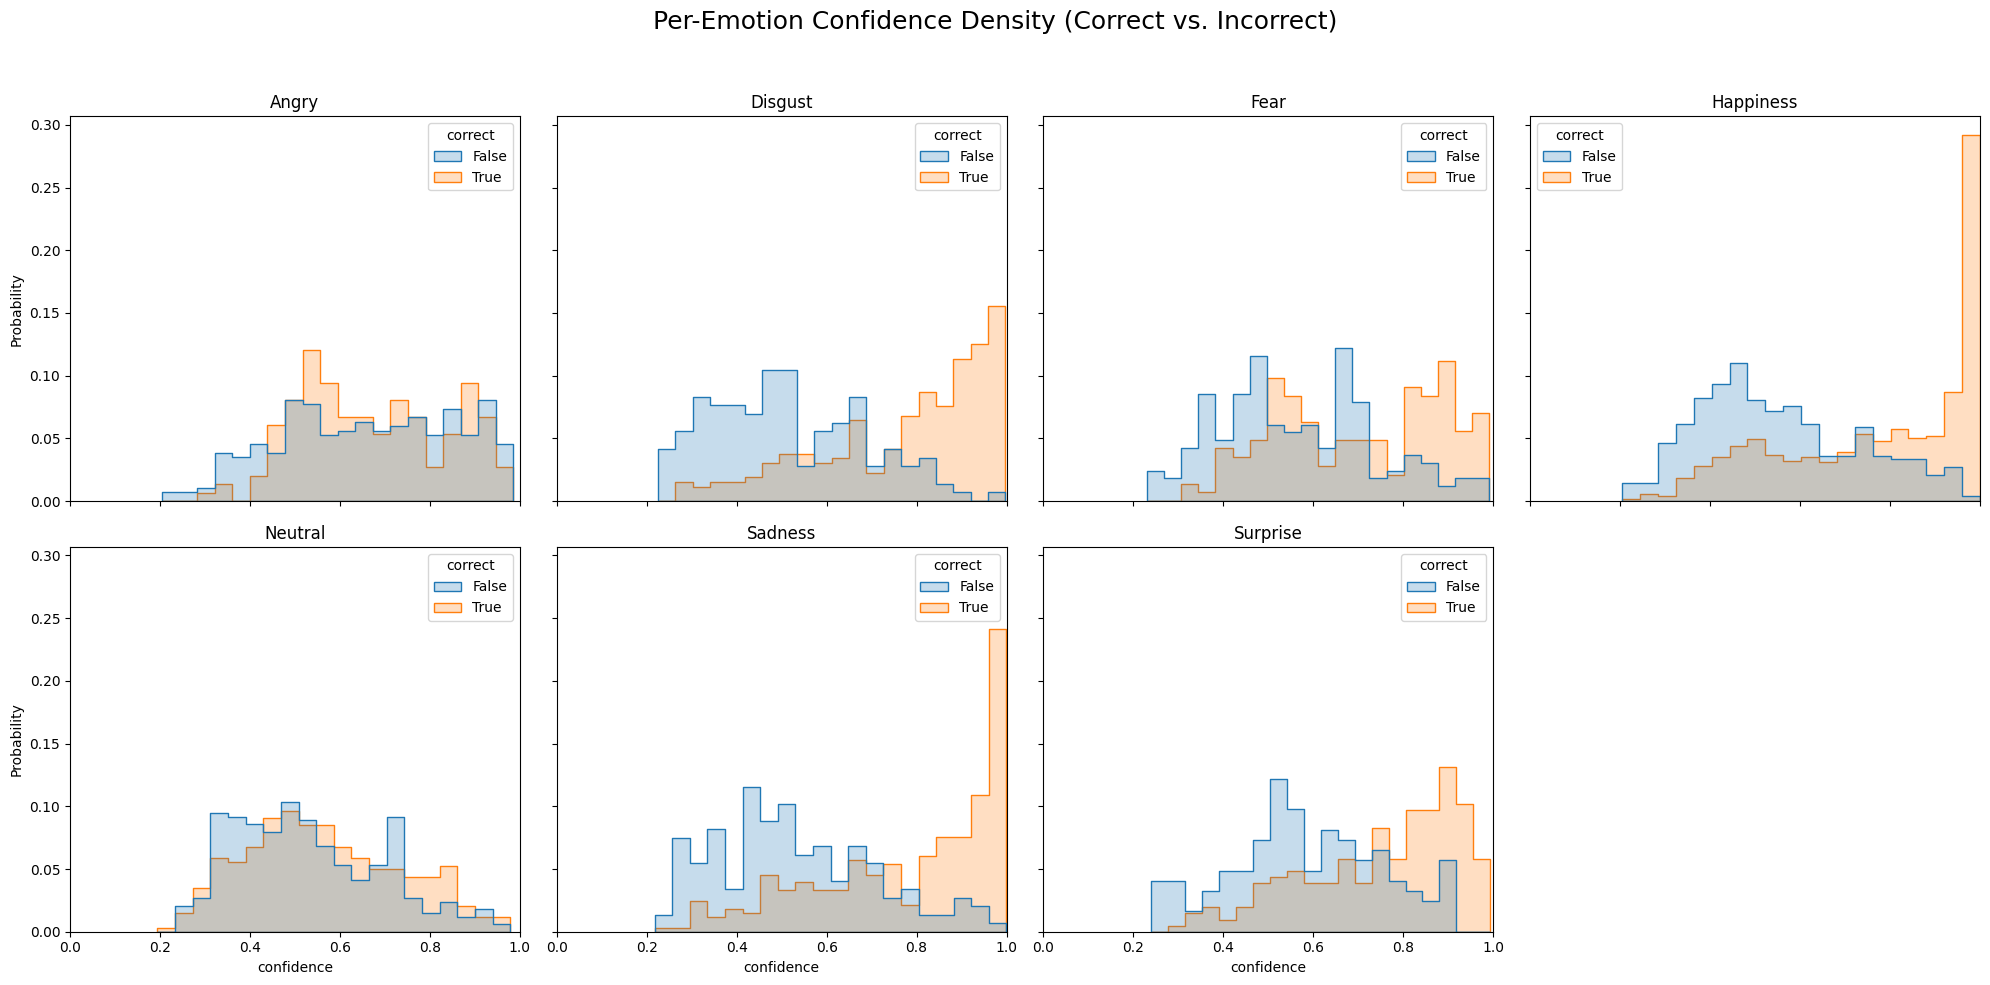 Per-Emotion Confidence Density (Correct vs. Incorrect)
Angry
Disgust
Fear
Happiness
0.30
0.25
0.20
0.15
0.10
0.05
0.00
Probability
correct
False
True
correct
False
True
correct
False
True
correct
False
True
Neutral
Sadness
Surprise
0.30
0.25
0.20
0.15
0.10
0.05
0.00
Probability
correct
False
True
correct
False
True
correct
False
True
0.0 0.2 0.4 0.6 0.8 1.0
confidence
0.0 0.2 0.4 0.6 0.8 1.0
confidence
0.0 0.2 0.4 0.6 0.8 1.0
confidence